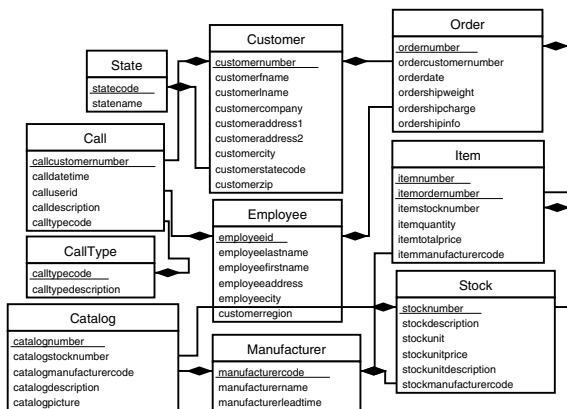 State
statecode
statename
Customer
customernumber
customerfname
customerlname
customercompany
customeraddress1
customeraddress2
customercity
customerstatecode
customerzip
Order
ordernumber
ordercustomernumber
orderdate
ordershipweight
ordershipcharge
ordershipinfo
Call
callcustomernumber
calldatetime
calluserid
calldescription
calltypecode
Item
itemnumber
itemordernumber
itemstocknumber
itemquantity
itemtotalprice
itemmanufacturercode
Employee
employeeid
employeelastname
employeefirstname
employeeaddress
employeecity
customerregion
CallType
calltypecode
calltypedescription
Stock
stocknumber
stockdescription
stockunit
stockunitprice
stockunitdescription
stockmanufacturercode
Catalog
catalognumber
catalogstocknumber
catalogmanufacturercode
catalogdescription
catalogpicture
Manufacturer
manufacturercode
manufacturername
manufacturerleadtime